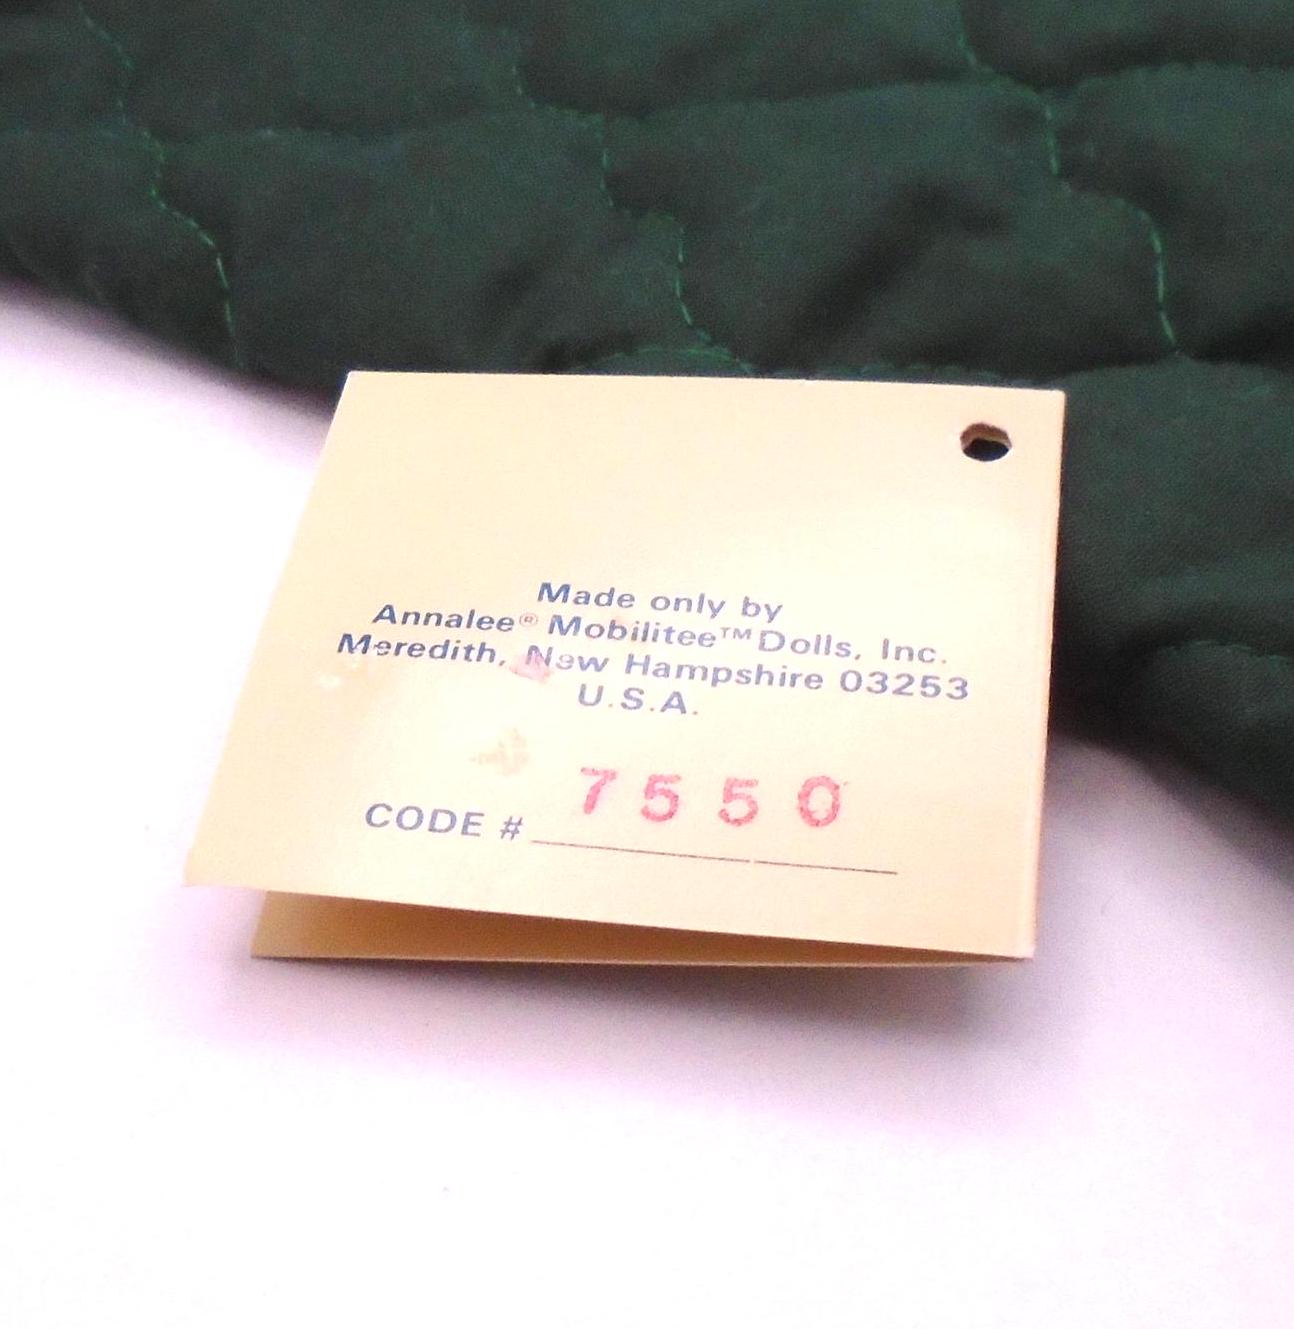 Made only by
Annalee® Mobilitee™ Dolls, Inc.
Meredith, New Hampshire 03253
U.S.A.
CODE # 7550